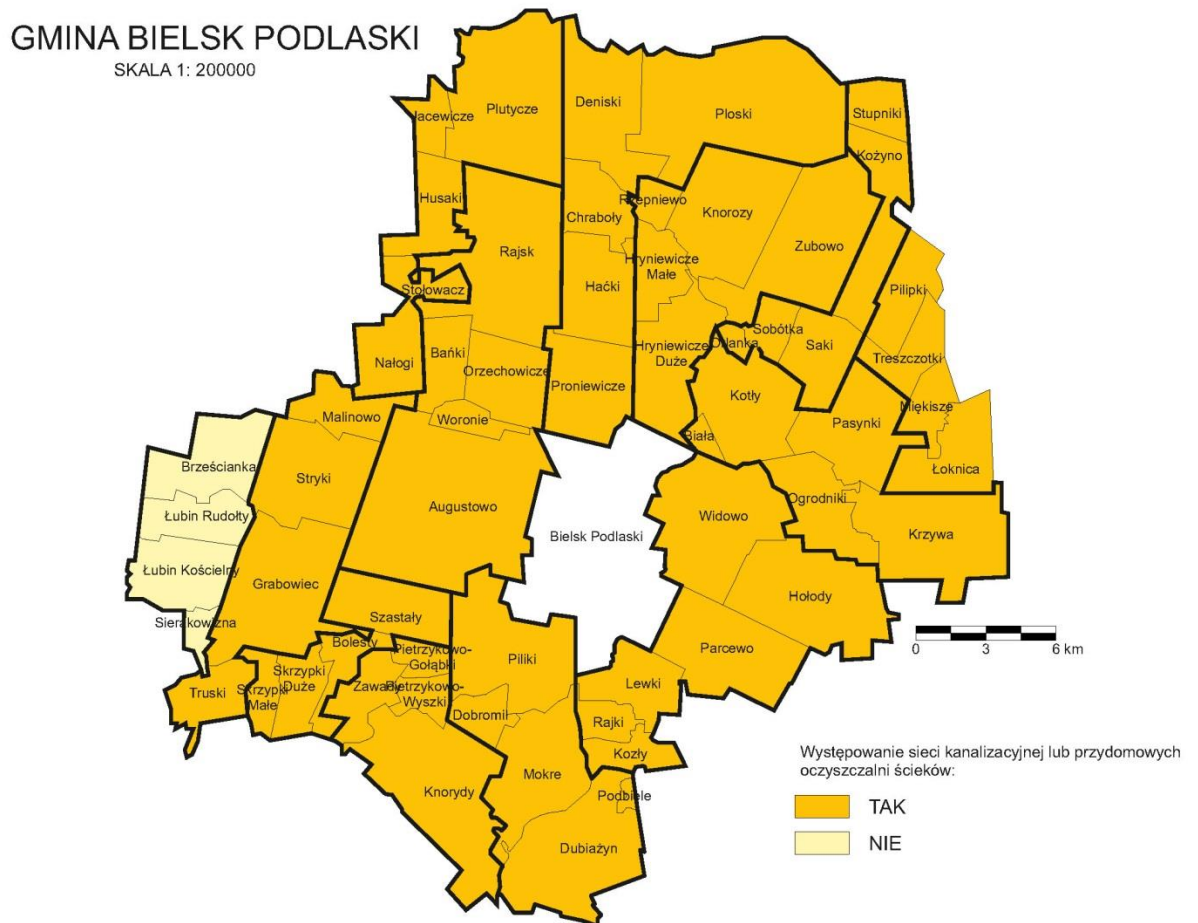 GMINA BIELSK PODLASKI
SKALA 1: 200000
Jacewicze
Plutycze
Deniski
Ploski
Stupniki
Kożyno
Husaki
Rzepniewo
Chraboły
Knorozy
Zubowo
Rajsk
Hryniewicze
Małe
Haćki
Pilipki
Stołowacz
Sobótka
Orlanka
Saki
Treszczotki
Nałogi
Bańki
Orzechowicze
Hryniewicze
Duże
Proniewicze
Kotły
Malinowo
Woronie
Biała
Pasynki
Miękisze
Brześcianka
Stryki
Łoknica
Ogrodniki
Augustowo
Widowo
Łubin Rudołty
Bielsk Podlaski
Krzywa
Łubin Kościelny
Grabowiec
Hołody
Sierakowizna
Szastały
Bolesty
Pietrzykowo-
Gołąbki
Piliki
Parcewo
0 3 6 km
Truski
Skrzypki
Małe
Skrzypki
Duże
Zawady
Pietrzykowo-
Wyszki
Lewki
Dobromil
Rajki
Kozły
Mokre
Knorydy
Podbiele
Dubiażyn
Występowanie sieci kanalizacyjnej lub przydomowych
oczyszczalni ścieków:
TAK
NIE